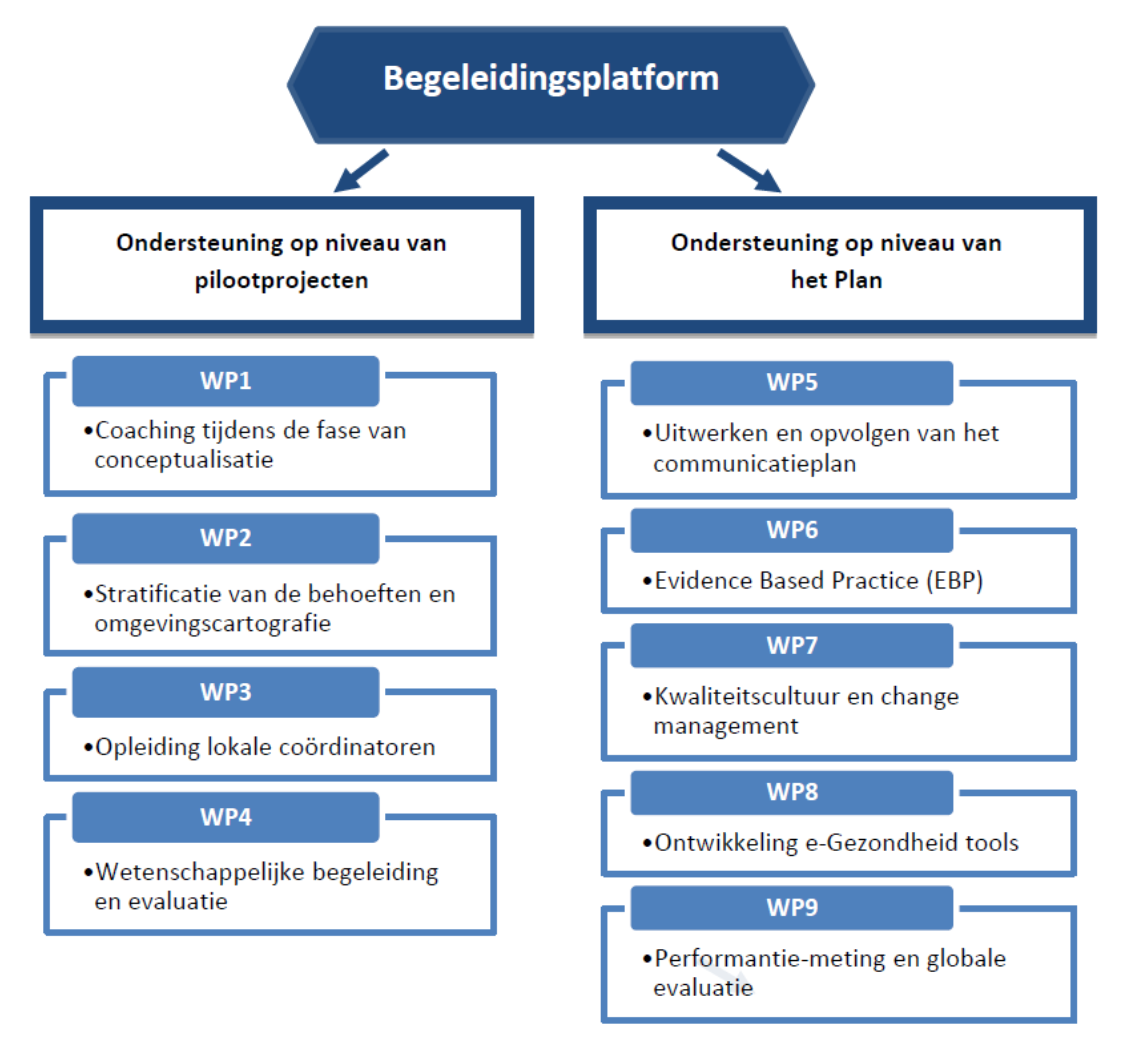 Begeleidingsplatform
Ondersteuning op niveau van
pilootprojecten
WP1
•Coaching tijdens de fase van
conceptualisatie
WP2
•Stratificatie van de behoeften en
omgevingscartografie
WP3
•Opleiding lokale coördinatoren
WP4
•Wetenschappelijke begeleiding
en evaluatie
Ondersteuning op niveau van
het Plan
WP5
•Uitwerken en opvolgen van het
communicatieplan
WP6
•Evidence Based Practice (EBP)
WP7
•Kwaliteitscultuur en change
management
WP8
•Ontwikkeling e-Gezondheid tools
WP9
•Performantie-meting en globale
evaluatie